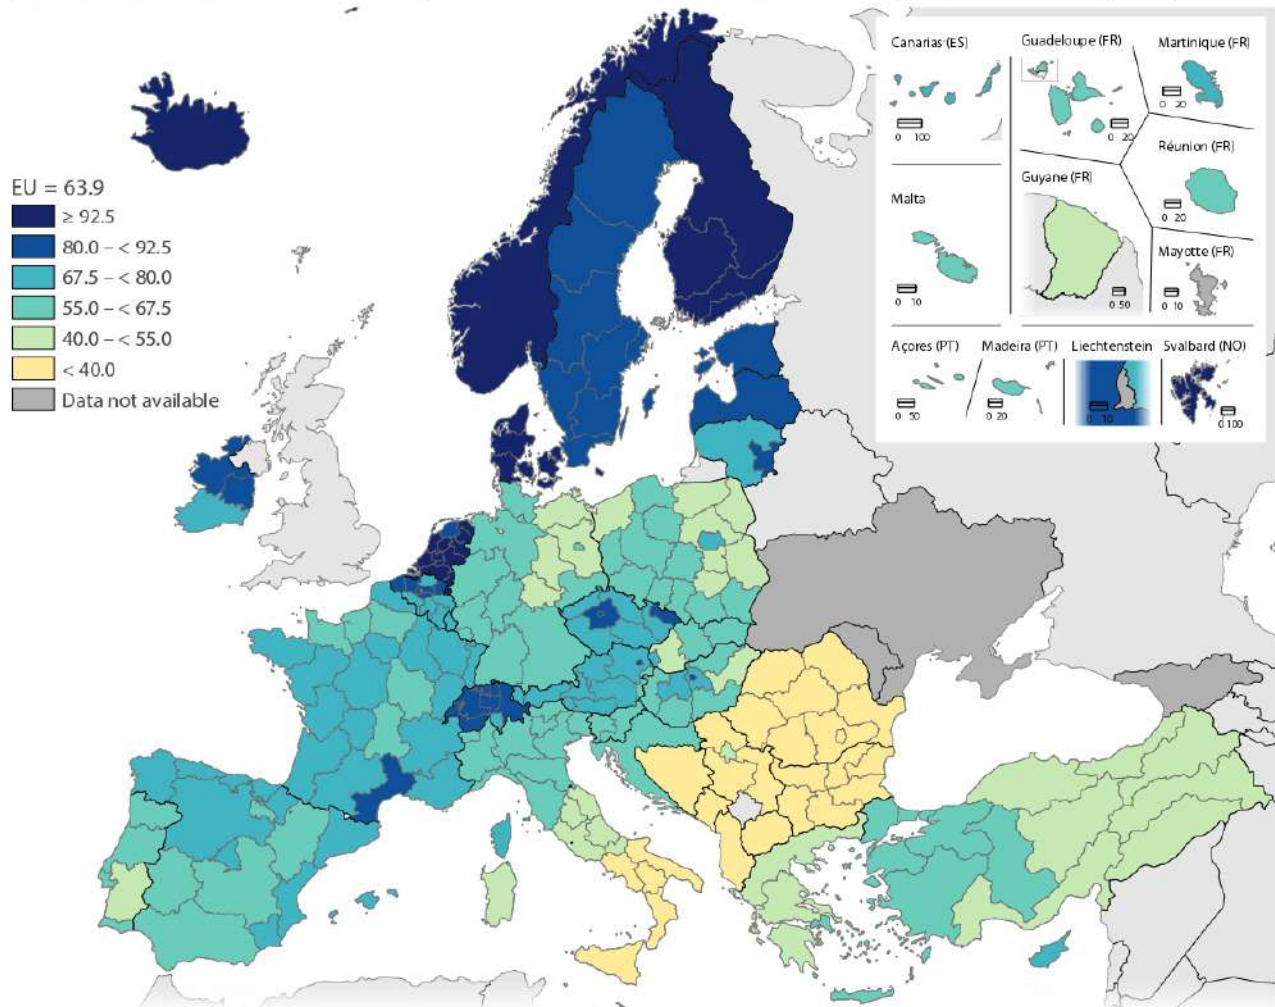 EU = 63.9
≥ 92.5
80.0 – < 92.5
67.5 – < 80.0
55.0 – < 67.5
40.0 – < 55.0
< 40.0
Data not available
Canarias (ES)
0 100
Guadeloupe (FR)
0 20
Martinique (FR)
0 20
Réunion (FR)
0 20
Malta
0 10
Guyane (FR)
0 50
Mayotte (FR)
0 10
Açores (PT)
0 50
Madeira (PT)
0 20
Liechtenstein
0 10
Svalbard (NO)
0 100